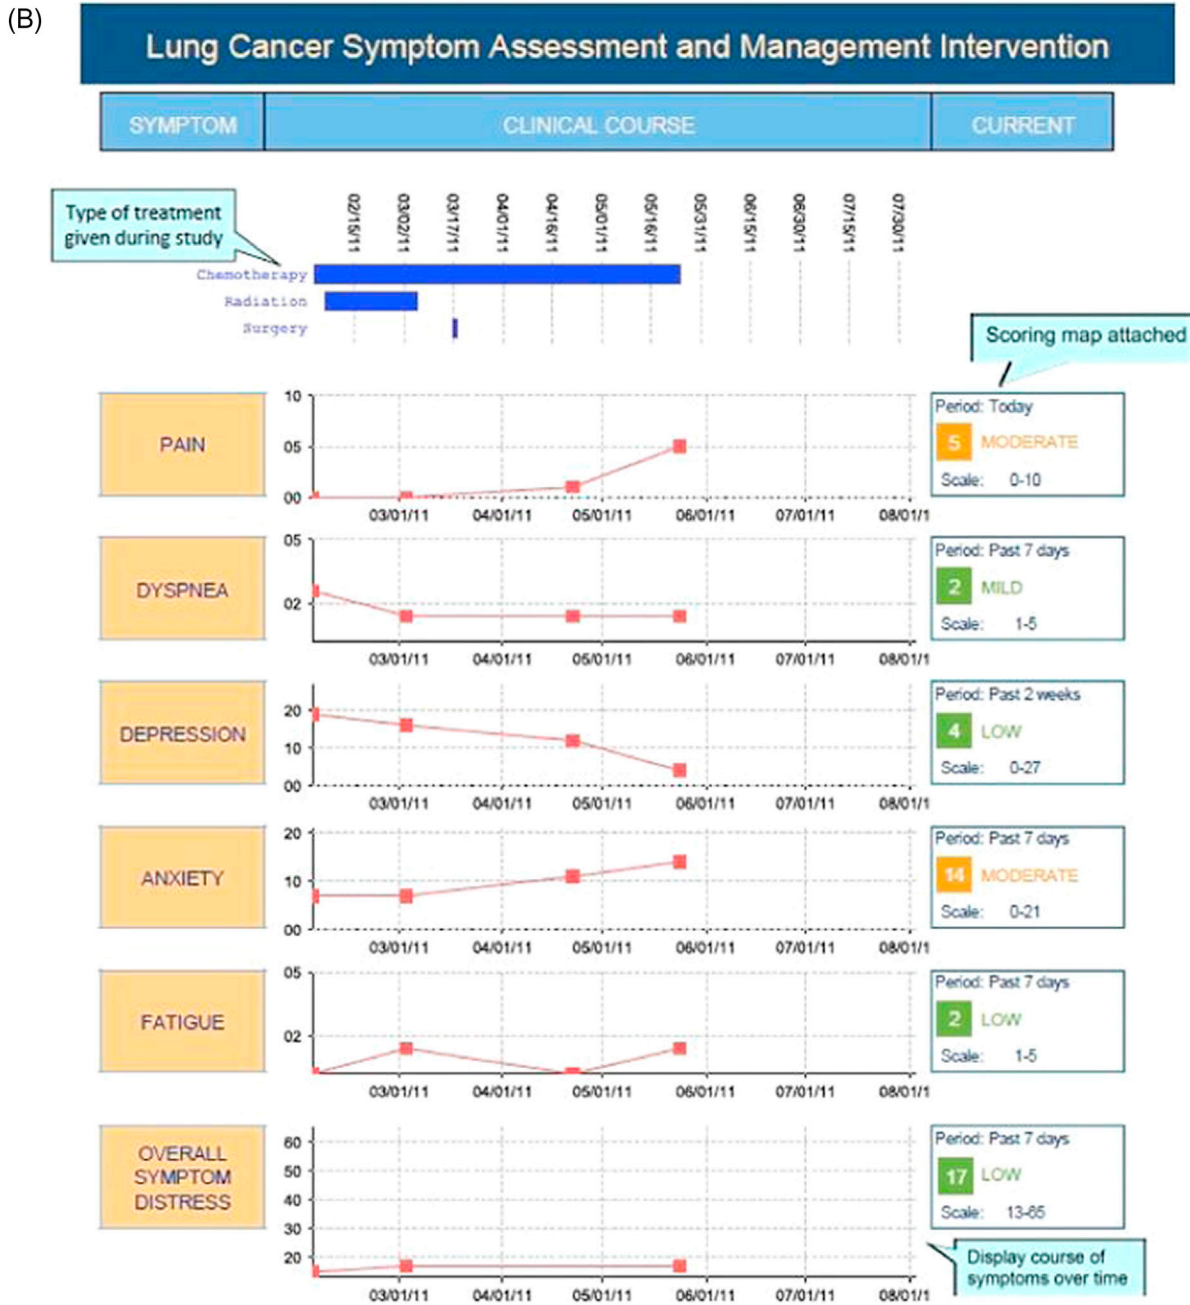 (B)
Lung Cancer Symptom Assessment and Management Intervention
SYMPTOM
CLINICAL COURSE
CURRENT
Type of treatment
given during study
02/15/11
03/02/11
03/17/11
04/01/11
04/16/11
05/01/11
05/16/11
05/31/11
06/15/11
06/30/11
07/15/11
07/30/11
Chemotherapy
Radiation
Surgery
Scoring map attached
PAIN
10
05
00
03/01/11 04/01/11 05/01/11 06/01/11 07/01/11 08/01/1
Period: Today
5 MODERATE
Scale: 0-10
DYSPNEA
05
02
03/01/11 04/01/11 05/01/11 06/01/11 07/01/11 08/01/1
Period: Past 7 days
2 MILD
Scale: 1-5
DEPRESSION
20
10
00
03/01/11 04/01/11 05/01/11 06/01/11 07/01/11 08/01/1
Period: Past 2 weeks
4 LOW
Scale: 0-27
ANXIETY
20
10
00
03/01/11 04/01/11 05/01/11 06/01/11 07/01/11 08/01/1
Period: Past 7 days
14 MODERATE
Scale: 0-21
FATIGUE
05
02
03/01/11 04/01/11 05/01/11 06/01/11 07/01/11 08/01/1
Period: Past 7 days
2 LOW
Scale: 1-5
OVERALL
SYMPTOM
DISTRESS
60
50
40
30
20
03/01/11 04/01/11 05/01/11 06/01/11 07/01/11 08/01/1
Period: Past 7 days
17 LOW
Scale: 13-65
Display course of
symptoms over time